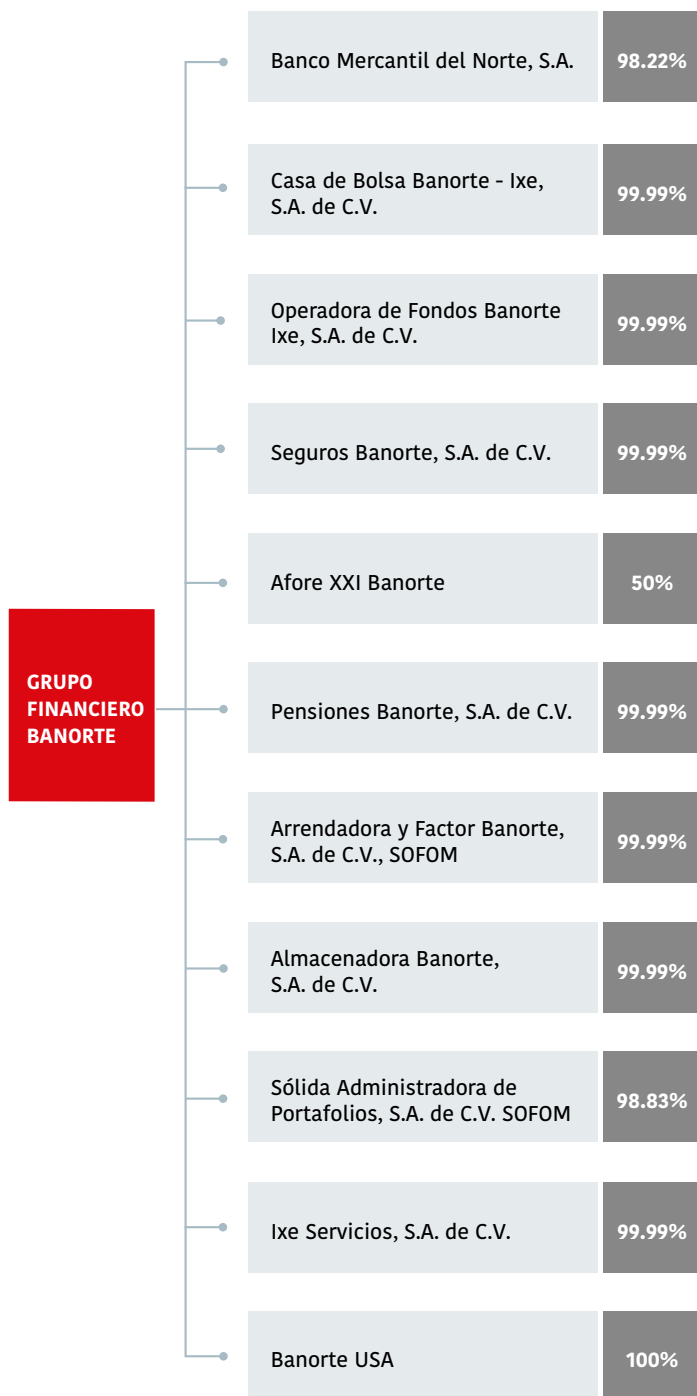 Banco Mercantil del Norte, S.A.
98.22%
Casa de Bolsa Banorte - Ixe,
S.A. de C.V.
99.99%
Operadora de Fondos Banorte
Ixe, S.A. de C.V.
99.99%
Seguros Banorte, S.A. de C.V.
99.99%
Afore XXI Banorte
50%
GRUPO
FINANCIERO
BANORTE
Pensiones Banorte, S.A. de C.V.
99.99%
Arrendadora y Factor Banorte,
S.A. de C.V., SOFOM
99.99%
Almacenadora Banorte,
S.A. de C.V.
99.99%
Sólida Administradora de
Portafolios, S.A. de C.V. SOFOM
98.83%
Ixe Servicios, S.A. de C.V.
99.99%
Banorte USA
100%